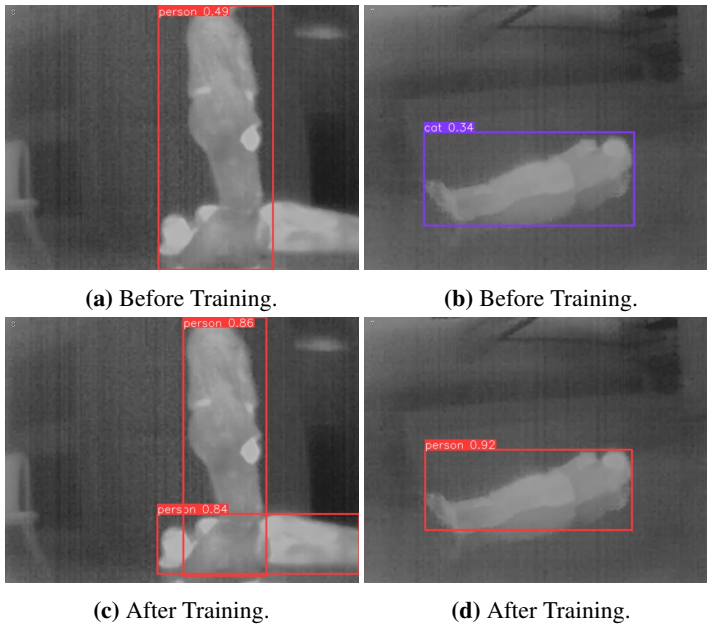 person 0.49
cat 0.34
(a) Before Training.
(b) Before Training.
person 0.86
person 0.84
person 0.92
(c) After Training.
(d) After Training.